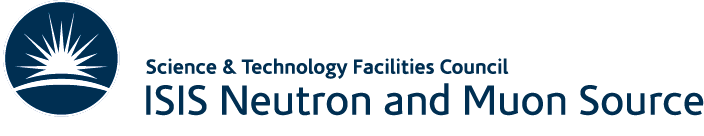 Science & Technology Facilities Council
ISIS Neutron and Muon Source